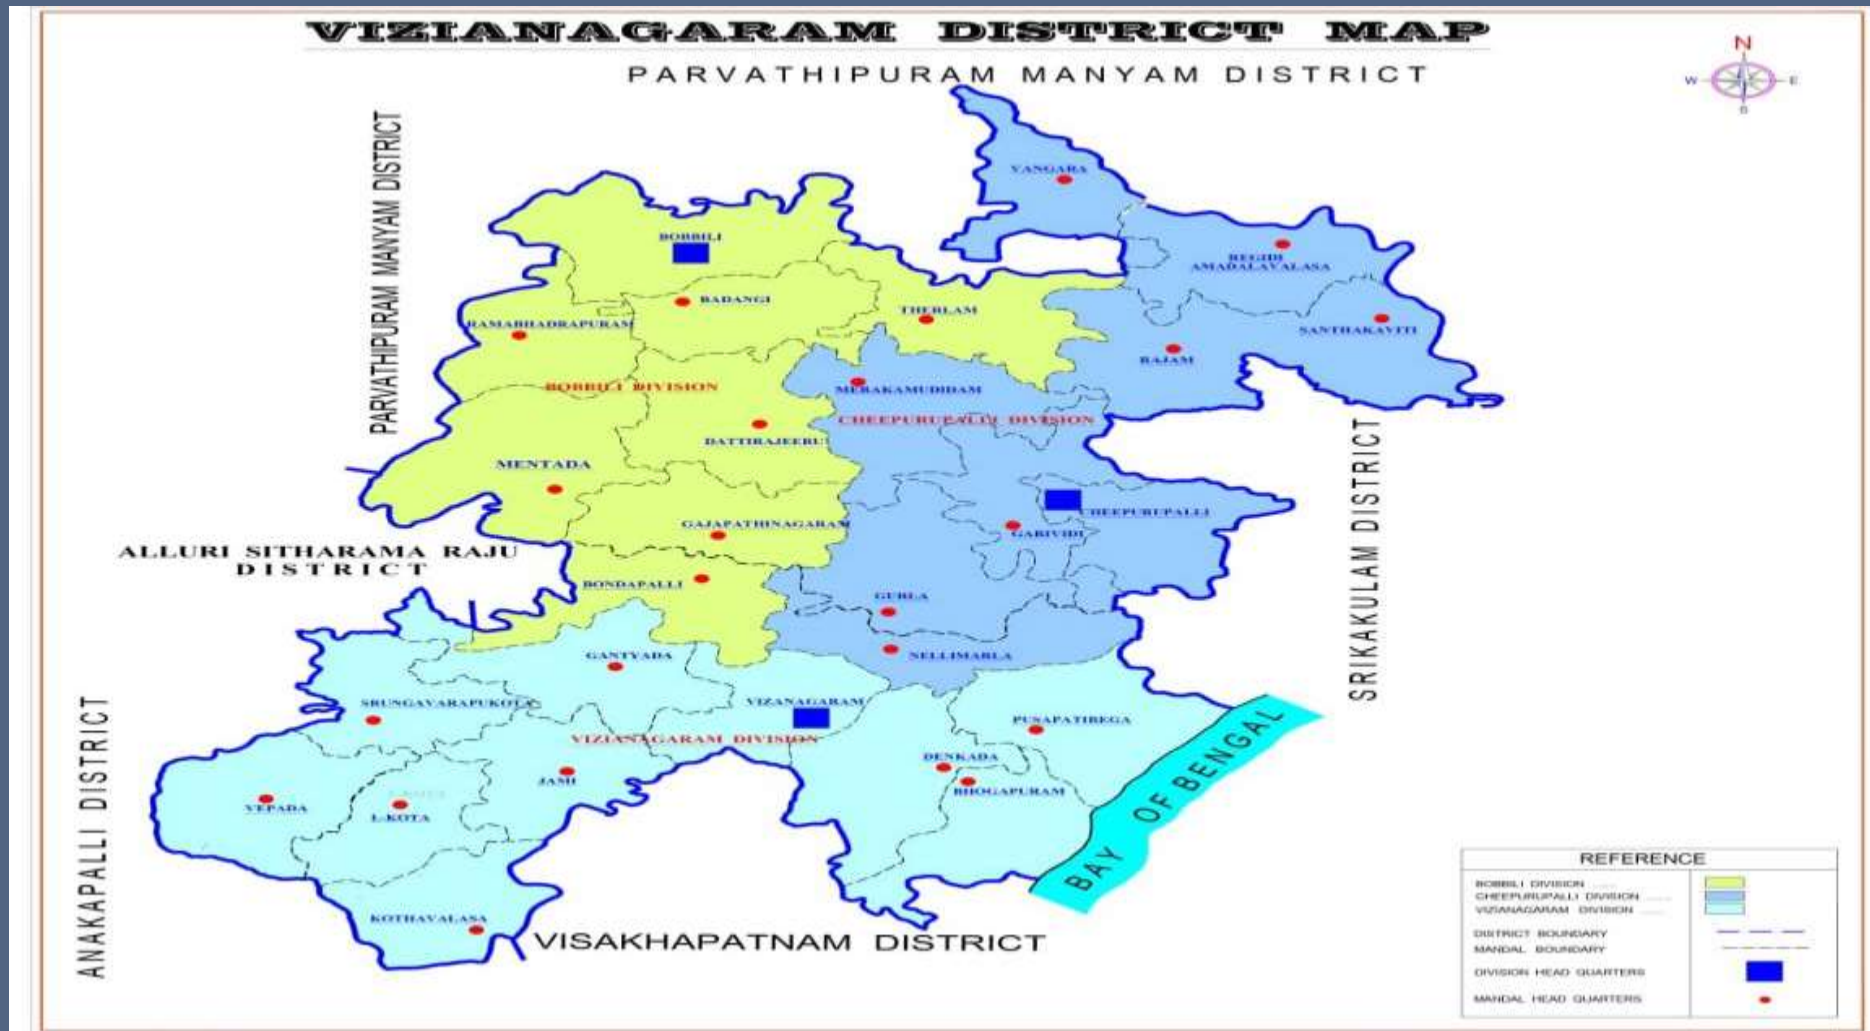 VIZIANAGARAM DISTRICT MAP
PARVATHIPURAM MANYAM DISTRICT
N
W
E
S
PARVATHIPURAM MANYAM DISTRICT
VANGARA
REGIDI
AMADALAVALASA
BOBBILI
BADANGI
THERLAM
RAMABHADRAPURAM
SANTHAKAVITI
RAJAM
BOBBILI DIVISION
MERAKAMUDIDAM
CHEEPURUPALLI DIVISION
DATTIRAJEERU
MENTADA
CHEEPURUPALLI
GAJAPATHINAGARAM
GARIVIDI
ALLURI SITHARAMA RAJU
DISTRICT
BONDAPALLI
GURLA
SRIKAKULAM DISTRICT
GANTYADA
NELLIMARLA
SRUNGAVARAPUKOTA
VIZANAGARAM
PUSAPATIREGA
VIZIANAGARAM DIVISION
DENKADA
JAMI
BHOGAPURAM
VEPADA
L-KOTA
BAY OF BENGAL
ANAKAPALLI DISTRICT
KOTHAVALASA
VISAKHAPATNAM DISTRICT
REFERENCE
BOBBILI DIVISION
CHEEPURUPALLI DIVISION
VIZIANAGARAM DIVISION
DISTRICT BOUNDARY
MANDAL BOUNDARY
DIVISION HEAD QUARTERS
MANDAL HEAD QUARTERS